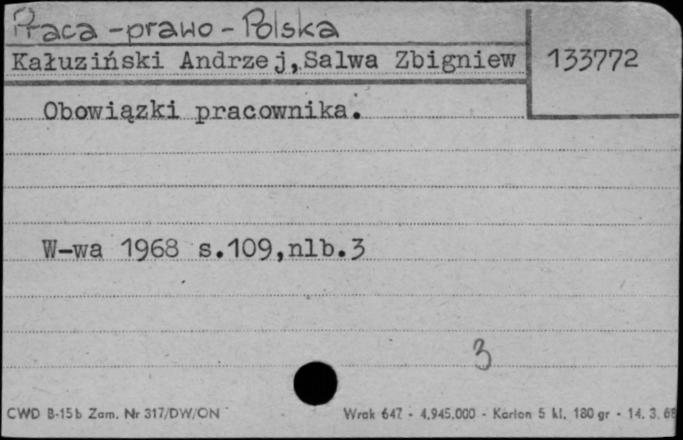 Praca - prawo - Polska
Kałuziński Andrzej, Salwa Zbigniew 133772
Obowiązki pracownika.
W-wa 1968 s.109,nlb.3
3
CWD B-15b Zam. Nr 317/DW/ON Wrak 647 - 4.945.000 - Karton 5 kl. 180 gr - 14. 3. 68